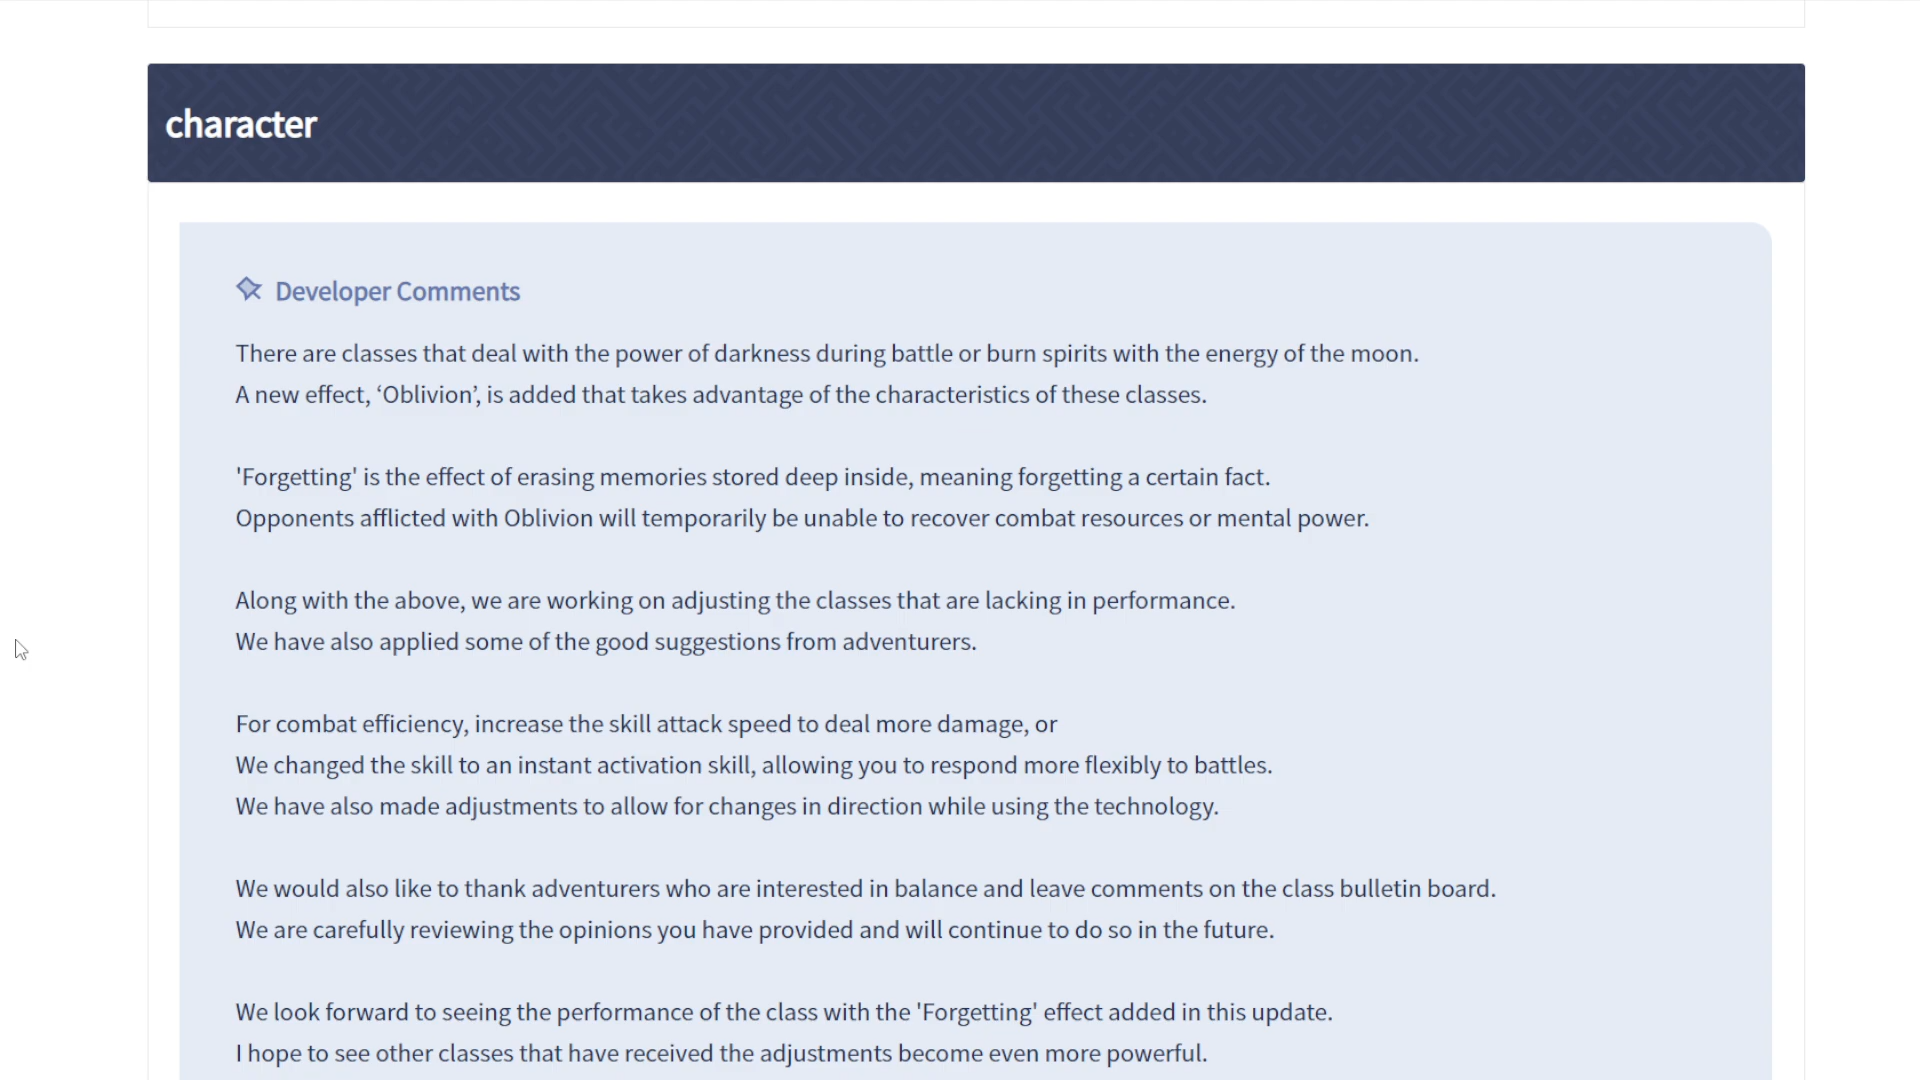 character
Developer Comments
There are classes that deal with the power of darkness during battle or burn spirits with the energy of the moon.
A new effect, ‘Oblivion’, is added that takes advantage of the characteristics of these classes.
'Forgetting' is the effect of erasing memories stored deep inside, meaning forgetting a certain fact.
Opponents afflicted with Oblivion will temporarily be unable to recover combat resources or mental power.
Along with the above, we are working on adjusting the classes that are lacking in performance.
We have also applied some of the good suggestions from adventurers.
For combat efficiency, increase the skill attack speed to deal more damage, or
We changed the skill to an instant activation skill, allowing you to respond more flexibly to battles.
We have also made adjustments to allow for changes in direction while using the technology.
We would also like to thank adventurers who are interested in balance and leave comments on the class bulletin board.
We are carefully reviewing the opinions you have provided and will continue to do so in the future.
We look forward to seeing the performance of the class with the 'Forgetting' effect added in this update.
I hope to see other classes that have received the adjustments become even more powerful.